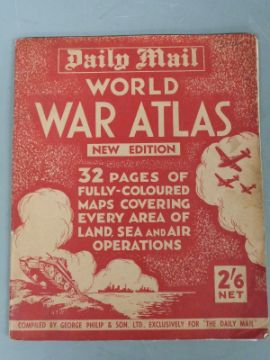 Daily Mail
WORLD
WAR ATLAS
NEW EDITION
32 PAGES OF
FULLY-COLOURED
MAPS COVERING
EVERY AREA OF
LAND, SEA AND AIR
OPERATIONS
2/6
NET
COMPILED BY GEORGE PHILIP & SON, LTD., EXCLUSIVELY FOR "THE DAILY MAIL"